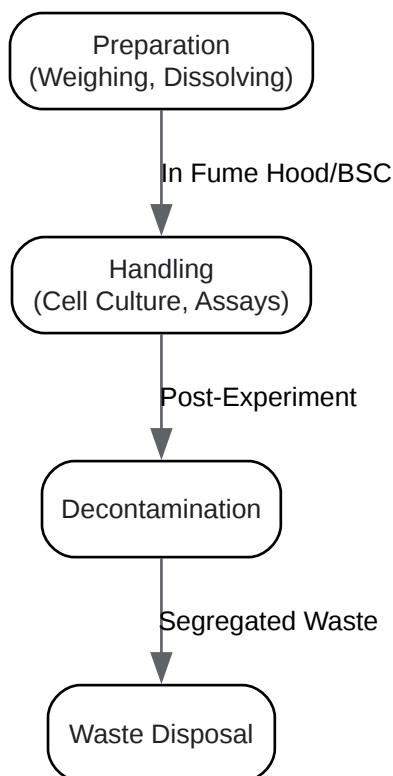 Preparation
(Weighing, Dissolving)
In Fume Hood/BSC
Handling
(Cell Culture, Assays)
Post-Experiment
Decontamination
Segregated Waste
Waste Disposal